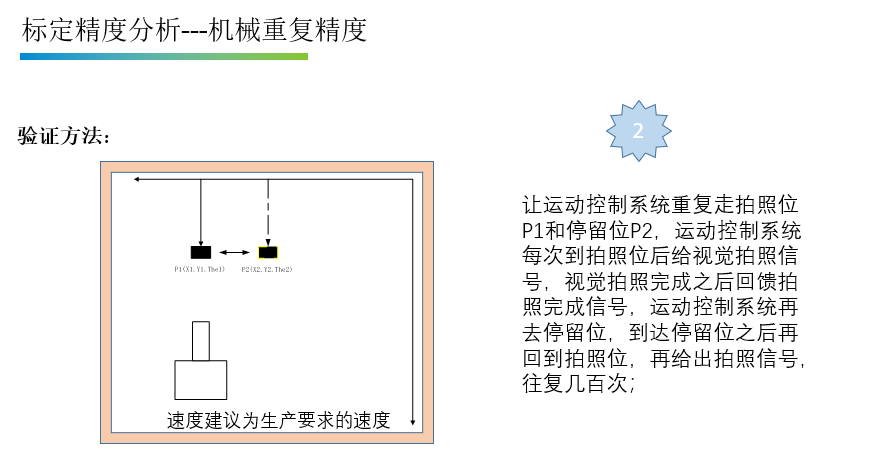 标定精度分析---机械重复精度
验证方法：
2
P1(X1,Y1,The1)
P2(X2,Y2,The2)
速度建议为生产要求的速度
让运动控制系统重复走拍照位
P1和停留位P2，运动控制系统
每次到拍照位后给视觉拍照信
号，视觉拍照完成之后回馈拍
照完成信号，运动控制系统再
去停留位，到达停留位之后再
回到拍照位，再给出拍照信号，
往复几百次；